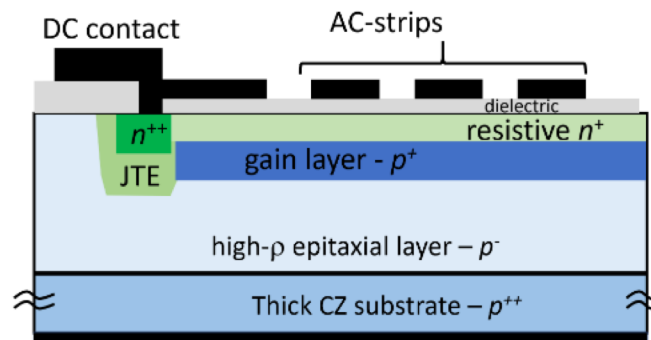 DC contact
AC-strips
dielectric
n++
resistive n+
gain layer - p+
JTE
high-ρ epitaxial layer – p-
Thick CZ substrate – p++